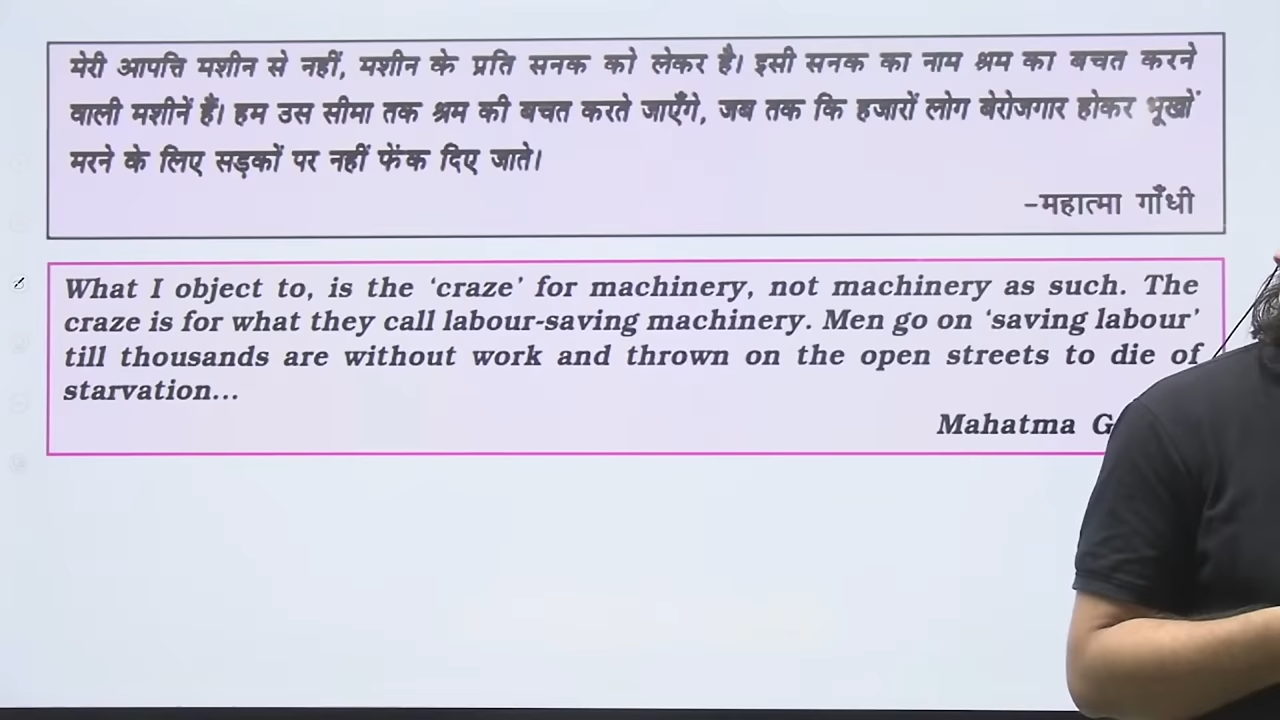 मेरी आपत्ति मशीन से नहीं, मशीन के प्रति सनक को लेकर है। इसी सनक का नाम श्रम का बचत करने
वाली मशीनें हैं। हम उस सीमा तक श्रम की बचत करते जाएँगे, जब तक कि हजारों लोग बेरोजगार होकर भूखों
मरने के लिए सड़कों पर नहीं फेंक दिए जाते।
–महात्मा गाँधी
What I object to, is the ‘craze’ for machinery, not machinery as such. The
craze is for what they call labour-saving machinery. Men go on ‘saving labour’
till thousands are without work and thrown on the open streets to die of
starvation...
Mahatma